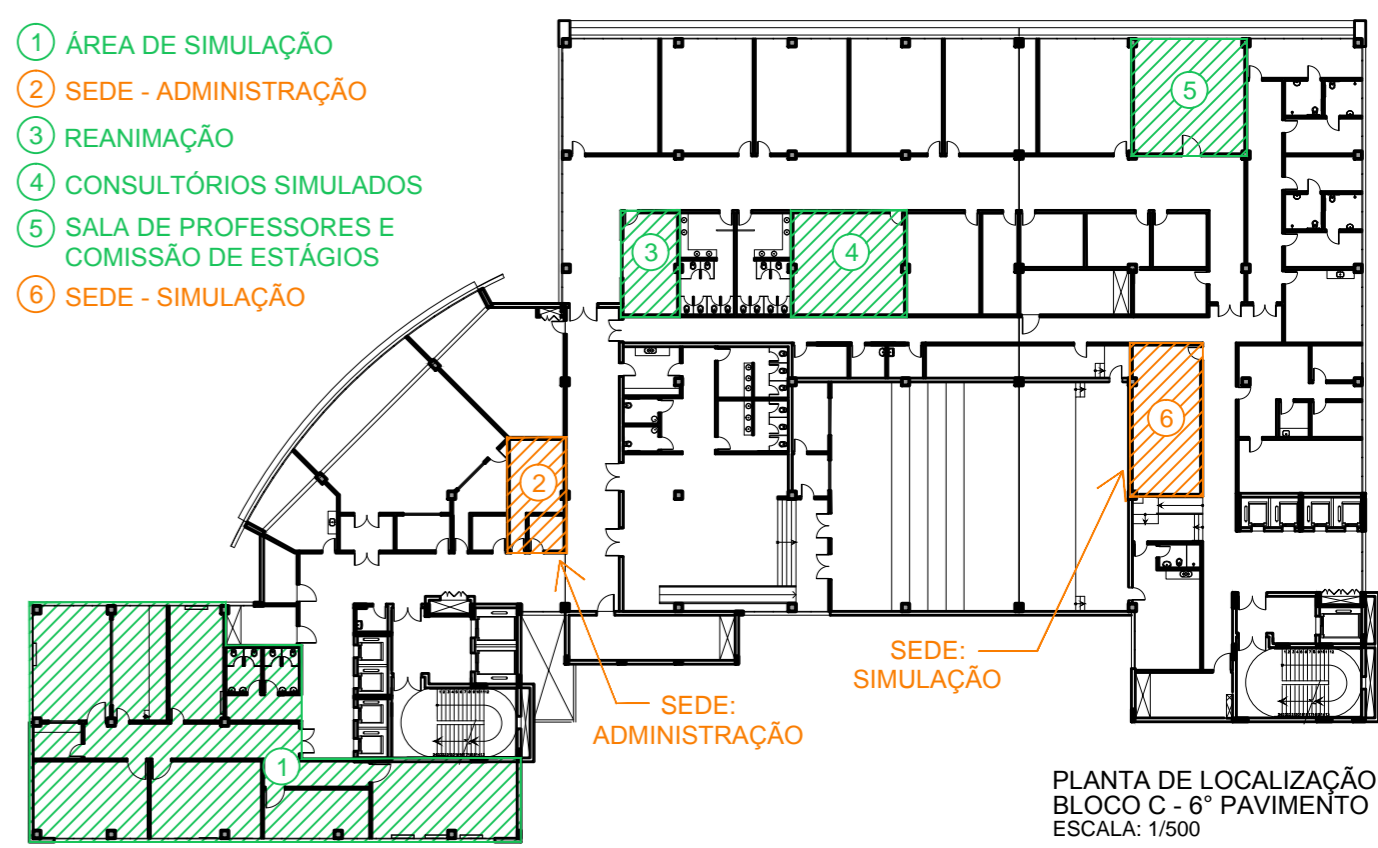 1 ÁREA DE SIMULAÇÃO
2 SEDE - ADMINISTRAÇÃO
3 REANIMAÇÃO
4 CONSULTÓRIOS SIMULADOS
5 SALA DE PROFESSORES E
COMISSÃO DE ESTÁGIOS
6 SEDE - SIMULAÇÃO
5
3
4
6
2
SEDE:
SIMULAÇÃO
SEDE:
ADMINISTRAÇÃO
1
PLANTA DE LOCALIZAÇÃO
BLOCO C - 6° PAVIMENTO
ESCALA: 1/500